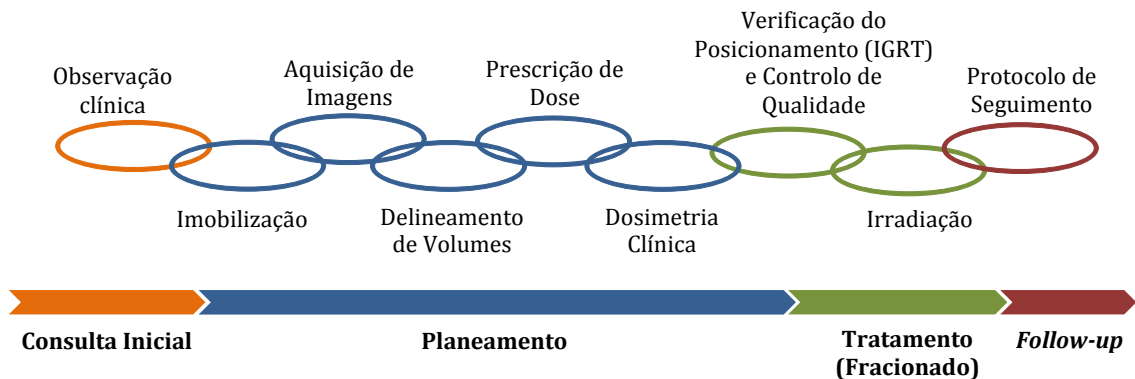 Observação
clínica
Imobilização
Aquisição de
Imagens
Delineamento
de Volumes
Prescrição de
Dose
Dosimetria
Clínica
Verificação do
Posicionamento (IGRT)
e Controlo de
Qualidade
Irradiação
Protocolo de
Seguimento
Consulta Inicial
Planeamento
Tratamento
(Fracionado)
Follow-up